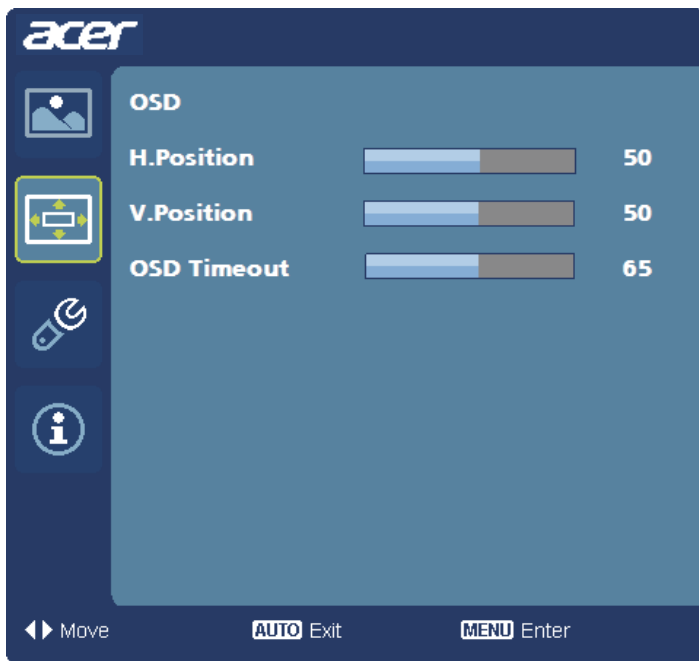 acer
OSD
H.Position 50
V.Position 50
OSD Timeout 65
Move AUTO Exit MENU Enter